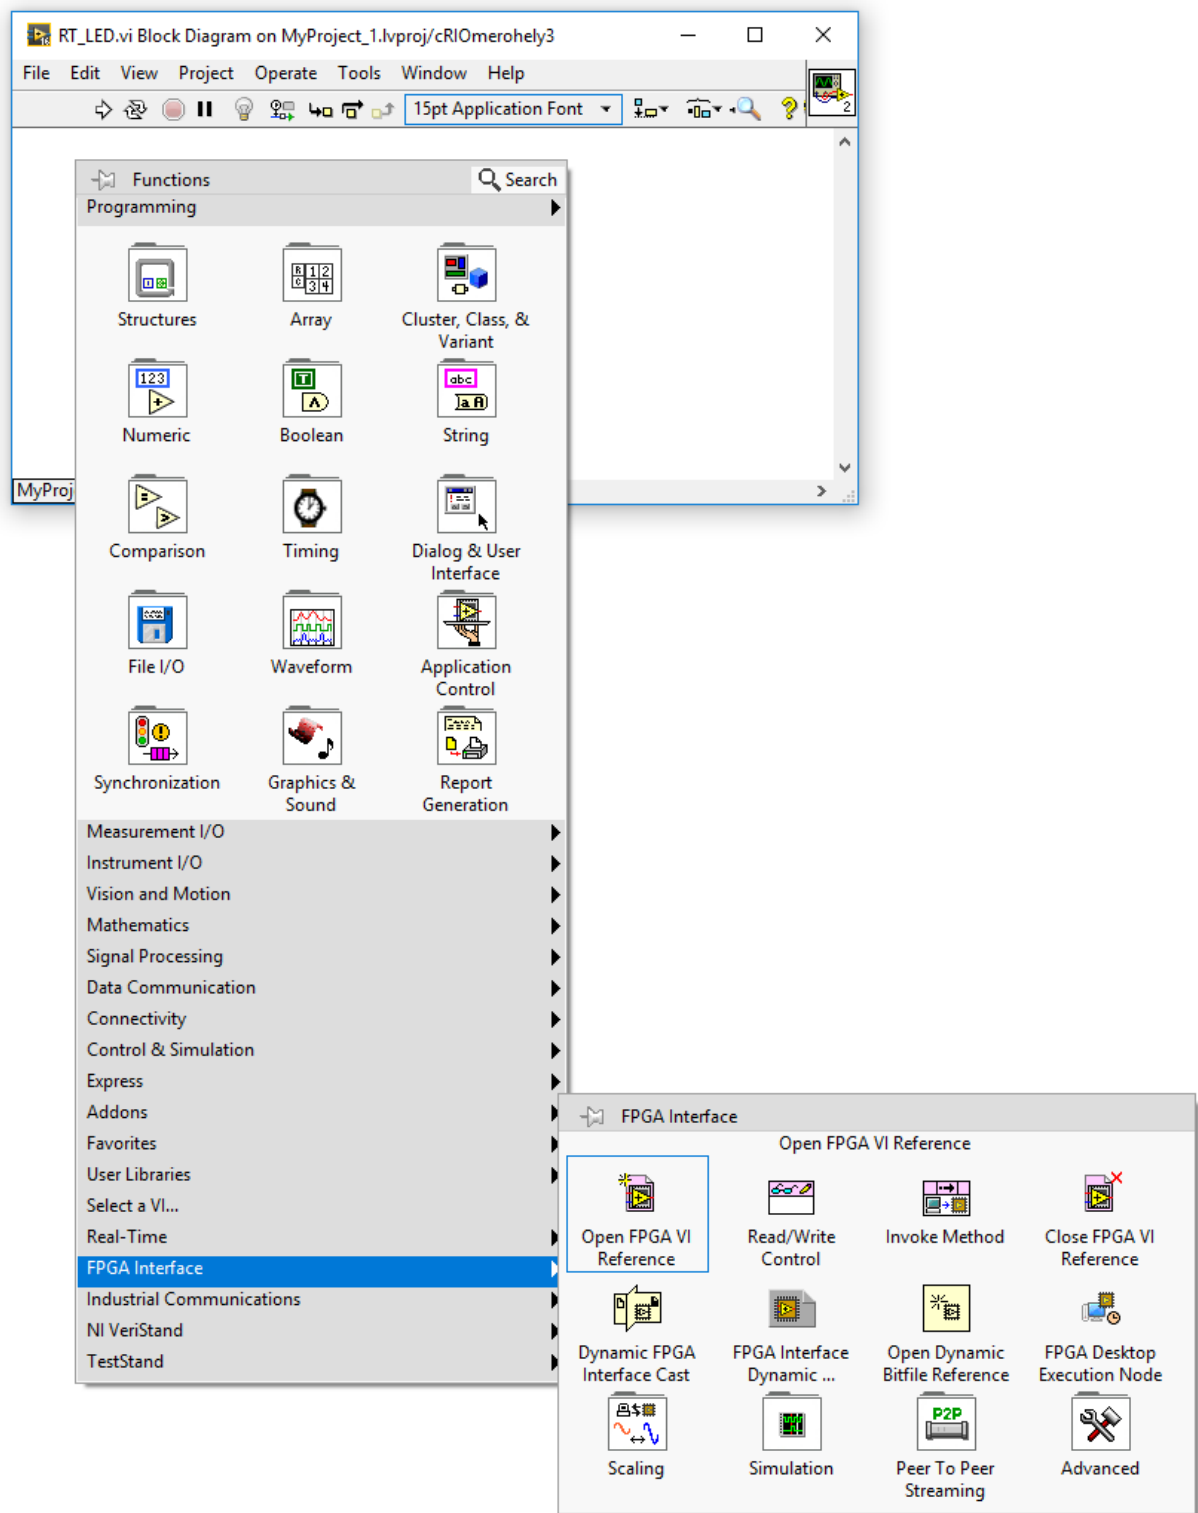 RT_LED.vi Block Diagram on MyProject_1.lvproj/cRIOmerohely3
File Edit View Project Operate Tools Window Help
15pt Application Font
2
Functions
Search
Programming
Structures
Array
Cluster, Class, &
Variant
Numeric
Boolean
String
Comparison
Timing
Dialog & User
Interface
File I/O
Waveform
Application
Control
Synchronization
Graphics &
Sound
Report
Generation
MyProj
Measurement I/O
Instrument I/O
Vision and Motion
Mathematics
Signal Processing
Data Communication
Connectivity
Control & Simulation
Express
Addons
Favorites
User Libraries
Select a VI...
Real-Time
FPGA Interface
Industrial Communications
NI VeriStand
TestStand
FPGA Interface
Open FPGA VI Reference
Open FPGA VI
Reference
Read/Write
Control
Invoke Method
Close FPGA VI
Reference
Dynamic FPGA
Interface Cast
FPGA Interface
Dynamic ...
Open Dynamic
Bitfile Reference
FPGA Desktop
Execution Node
P2P
Scaling
Simulation
Peer To Peer
Streaming
Advanced